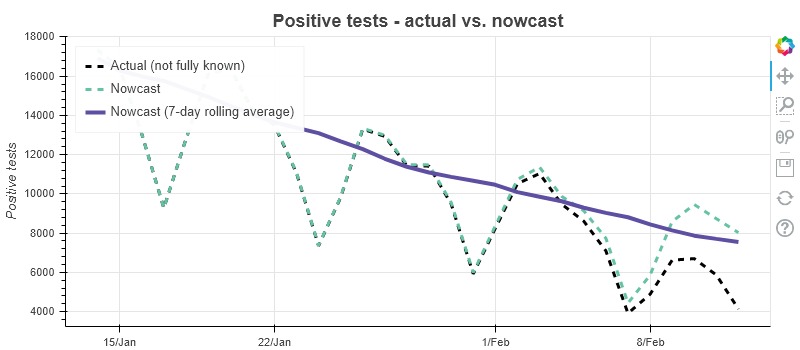 Positive tests - actual vs. nowcast
18000
16000
14000
12000
10000
8000
6000
4000
Positive tests
Actual (not fully known)
Nowcast
Nowcast (7-day rolling average)
15/Jan
22/Jan
1/Feb
8/Feb